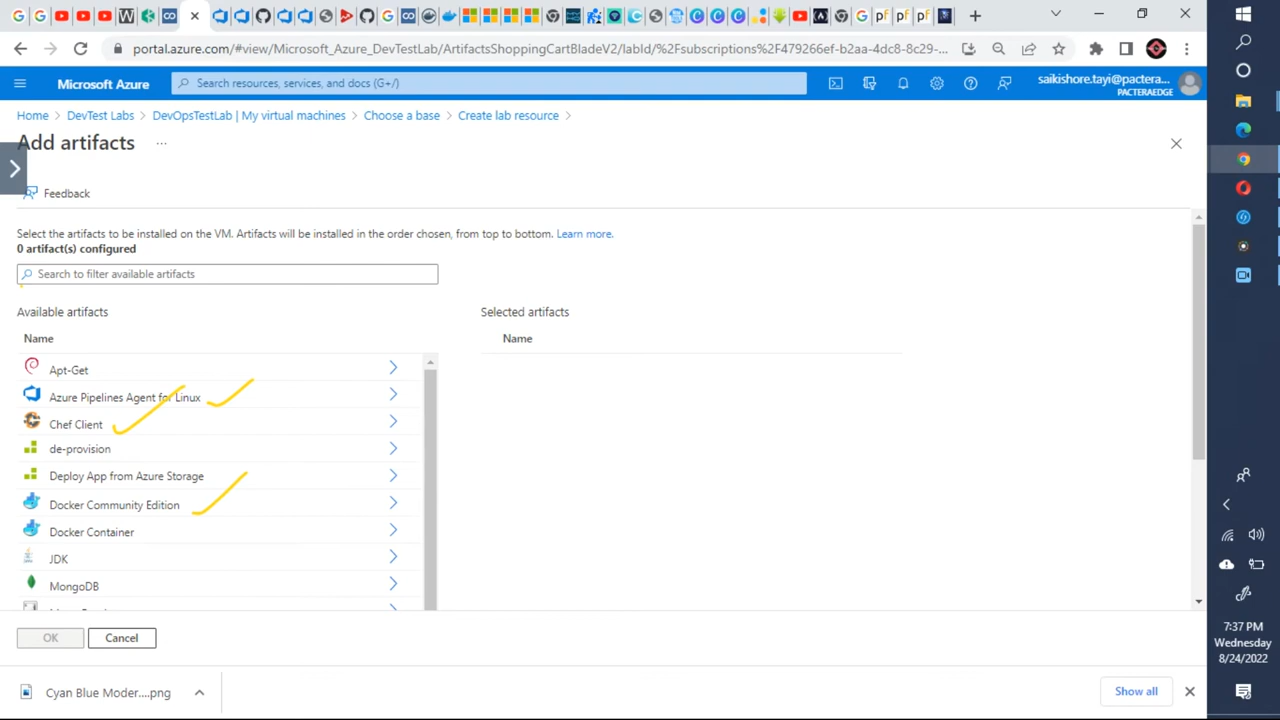 portal.azure.com/#view/Microsoft_Azure_DevTestLab/ArtifactsShoppingCartBladeV2/labId/%2Fsubscriptions%2F479266ef-b2aa-4dc8-8c29-...
Microsoft Azure
Search resources, services, and docs (G+/)
saikishore.tayi@pactera...
PACTERAEDGE
Home > DevTest Labs > DevOpsTestLab | My virtual machines > Choose a base > Create lab resource >
Add artifacts ...
Feedback
Select the artifacts to be installed on the VM. Artifacts will be installed in the order chosen, from top to bottom. Learn more.
0 artifact(s) configured
Search to filter available artifacts
Available artifacts
Name
Apt-Get
Azure Pipelines Agent for Linux
Chef Client
de-provision
Deploy App from Azure Storage
Docker Community Edition
Docker Container
JDK
MongoDB
Selected artifacts
Name
OK
Cancel
Cyan Blue Moder....png
Show all
7:37 PM
Wednesday
8/24/2022